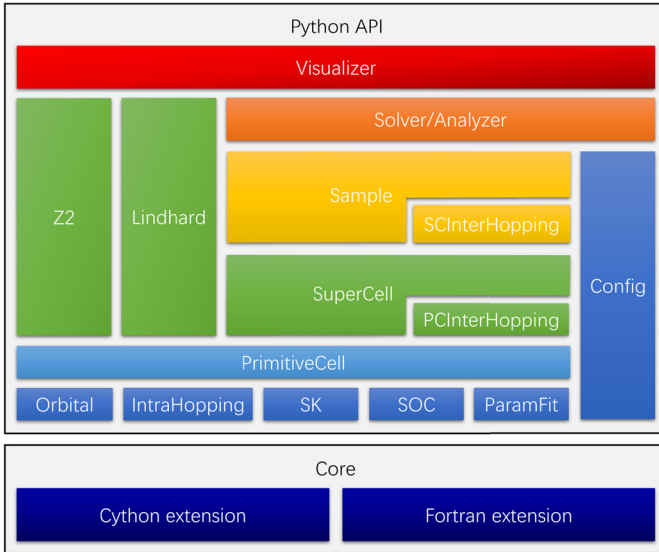 Python API
Visualizer
Z2
Lindhard
Solver/Analyzer
Sample
SCInterHopping
SuperCell
PCInterHopping
Config
PrimitiveCell
Orbital
IntraHopping
SK
SOC
ParamFit
Core
Cython extension
Fortran extension